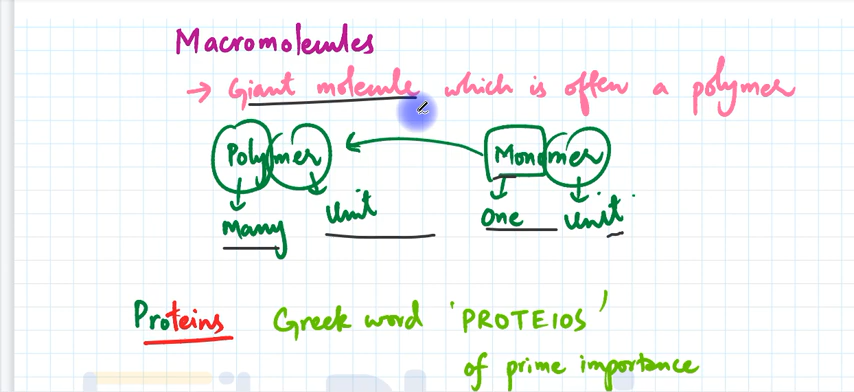 Macromolecules
→ Giant molecule which is often a polymer
Polymer ← Monomer
Many Unit One Unit
Proteins Greek word 'PROTEIOS'
of prime importance